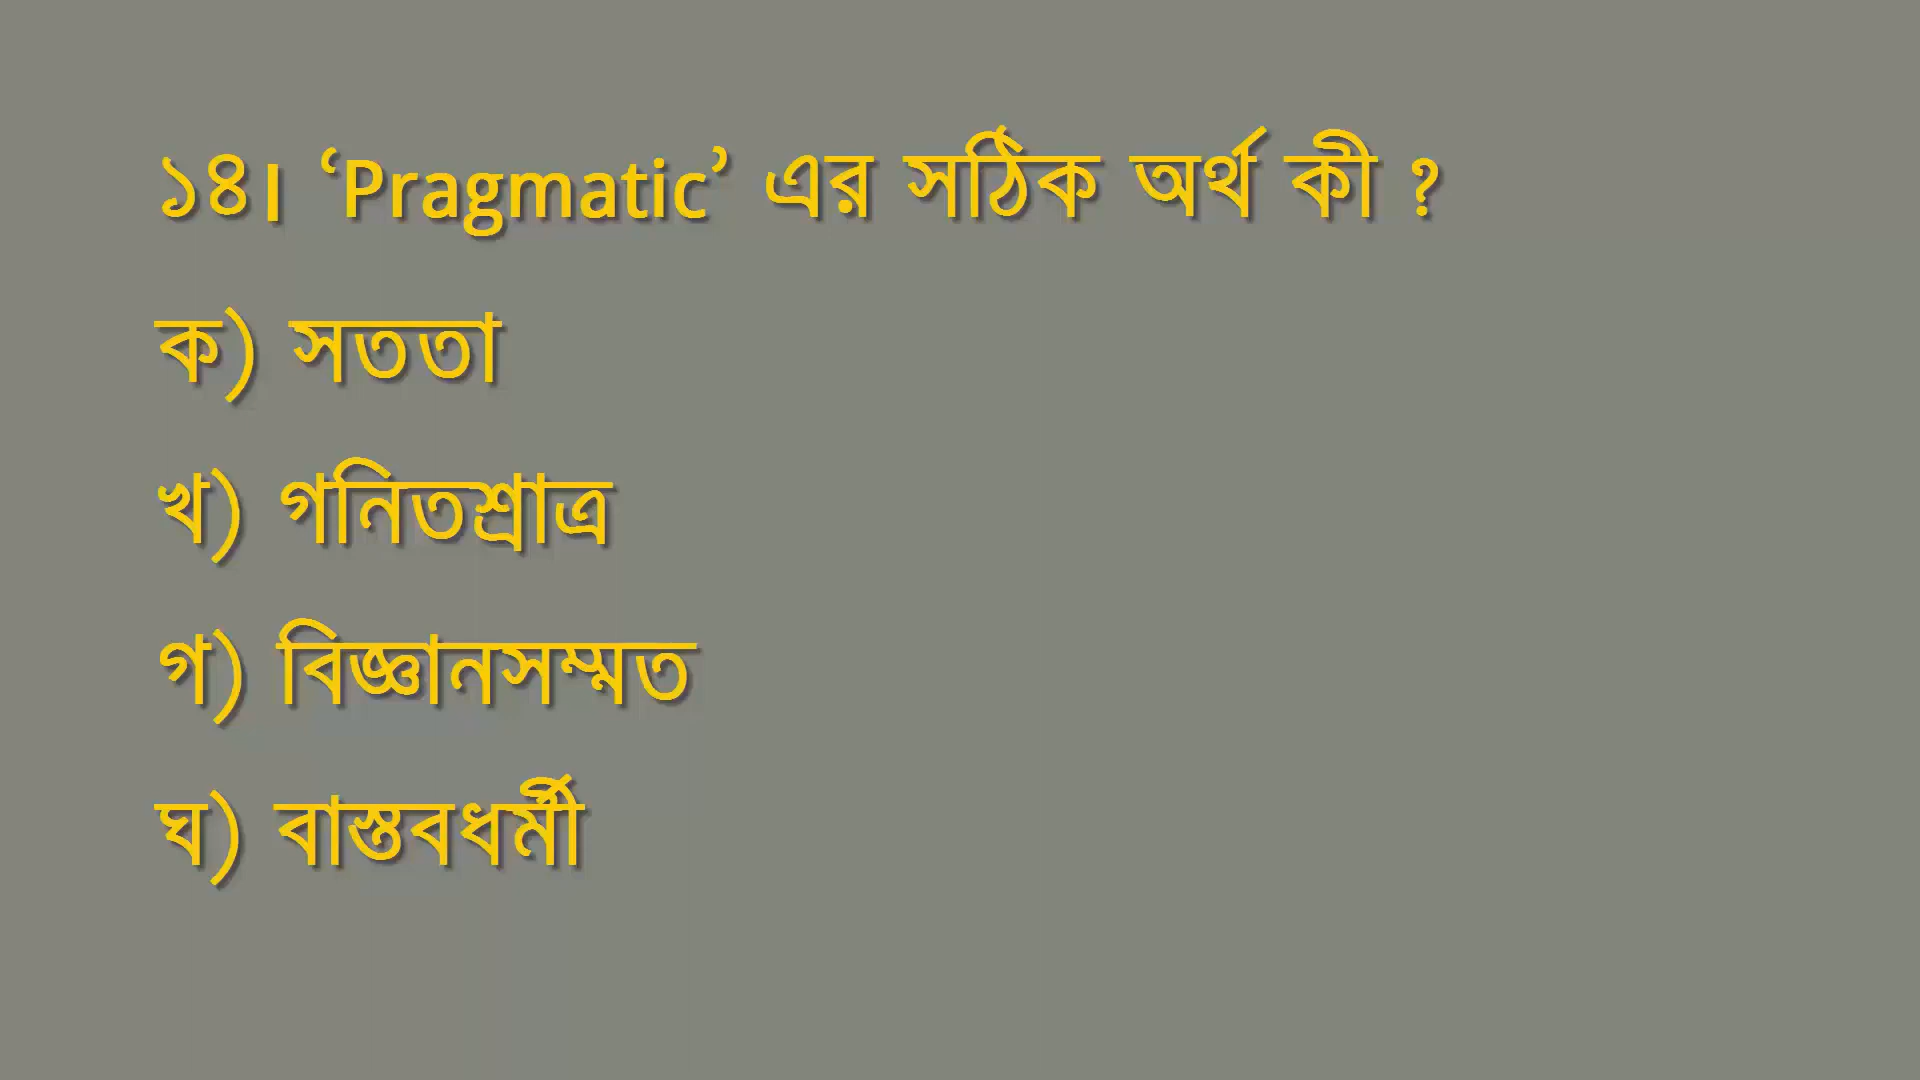 ১৪। ‘Pragmatic’ এর সঠিক অর্থ কী ?
ক) সততা
খ) গনিতশ্রাত্র
গ) বিজ্ঞানসম্মত
ঘ) বাস্তবধর্মী